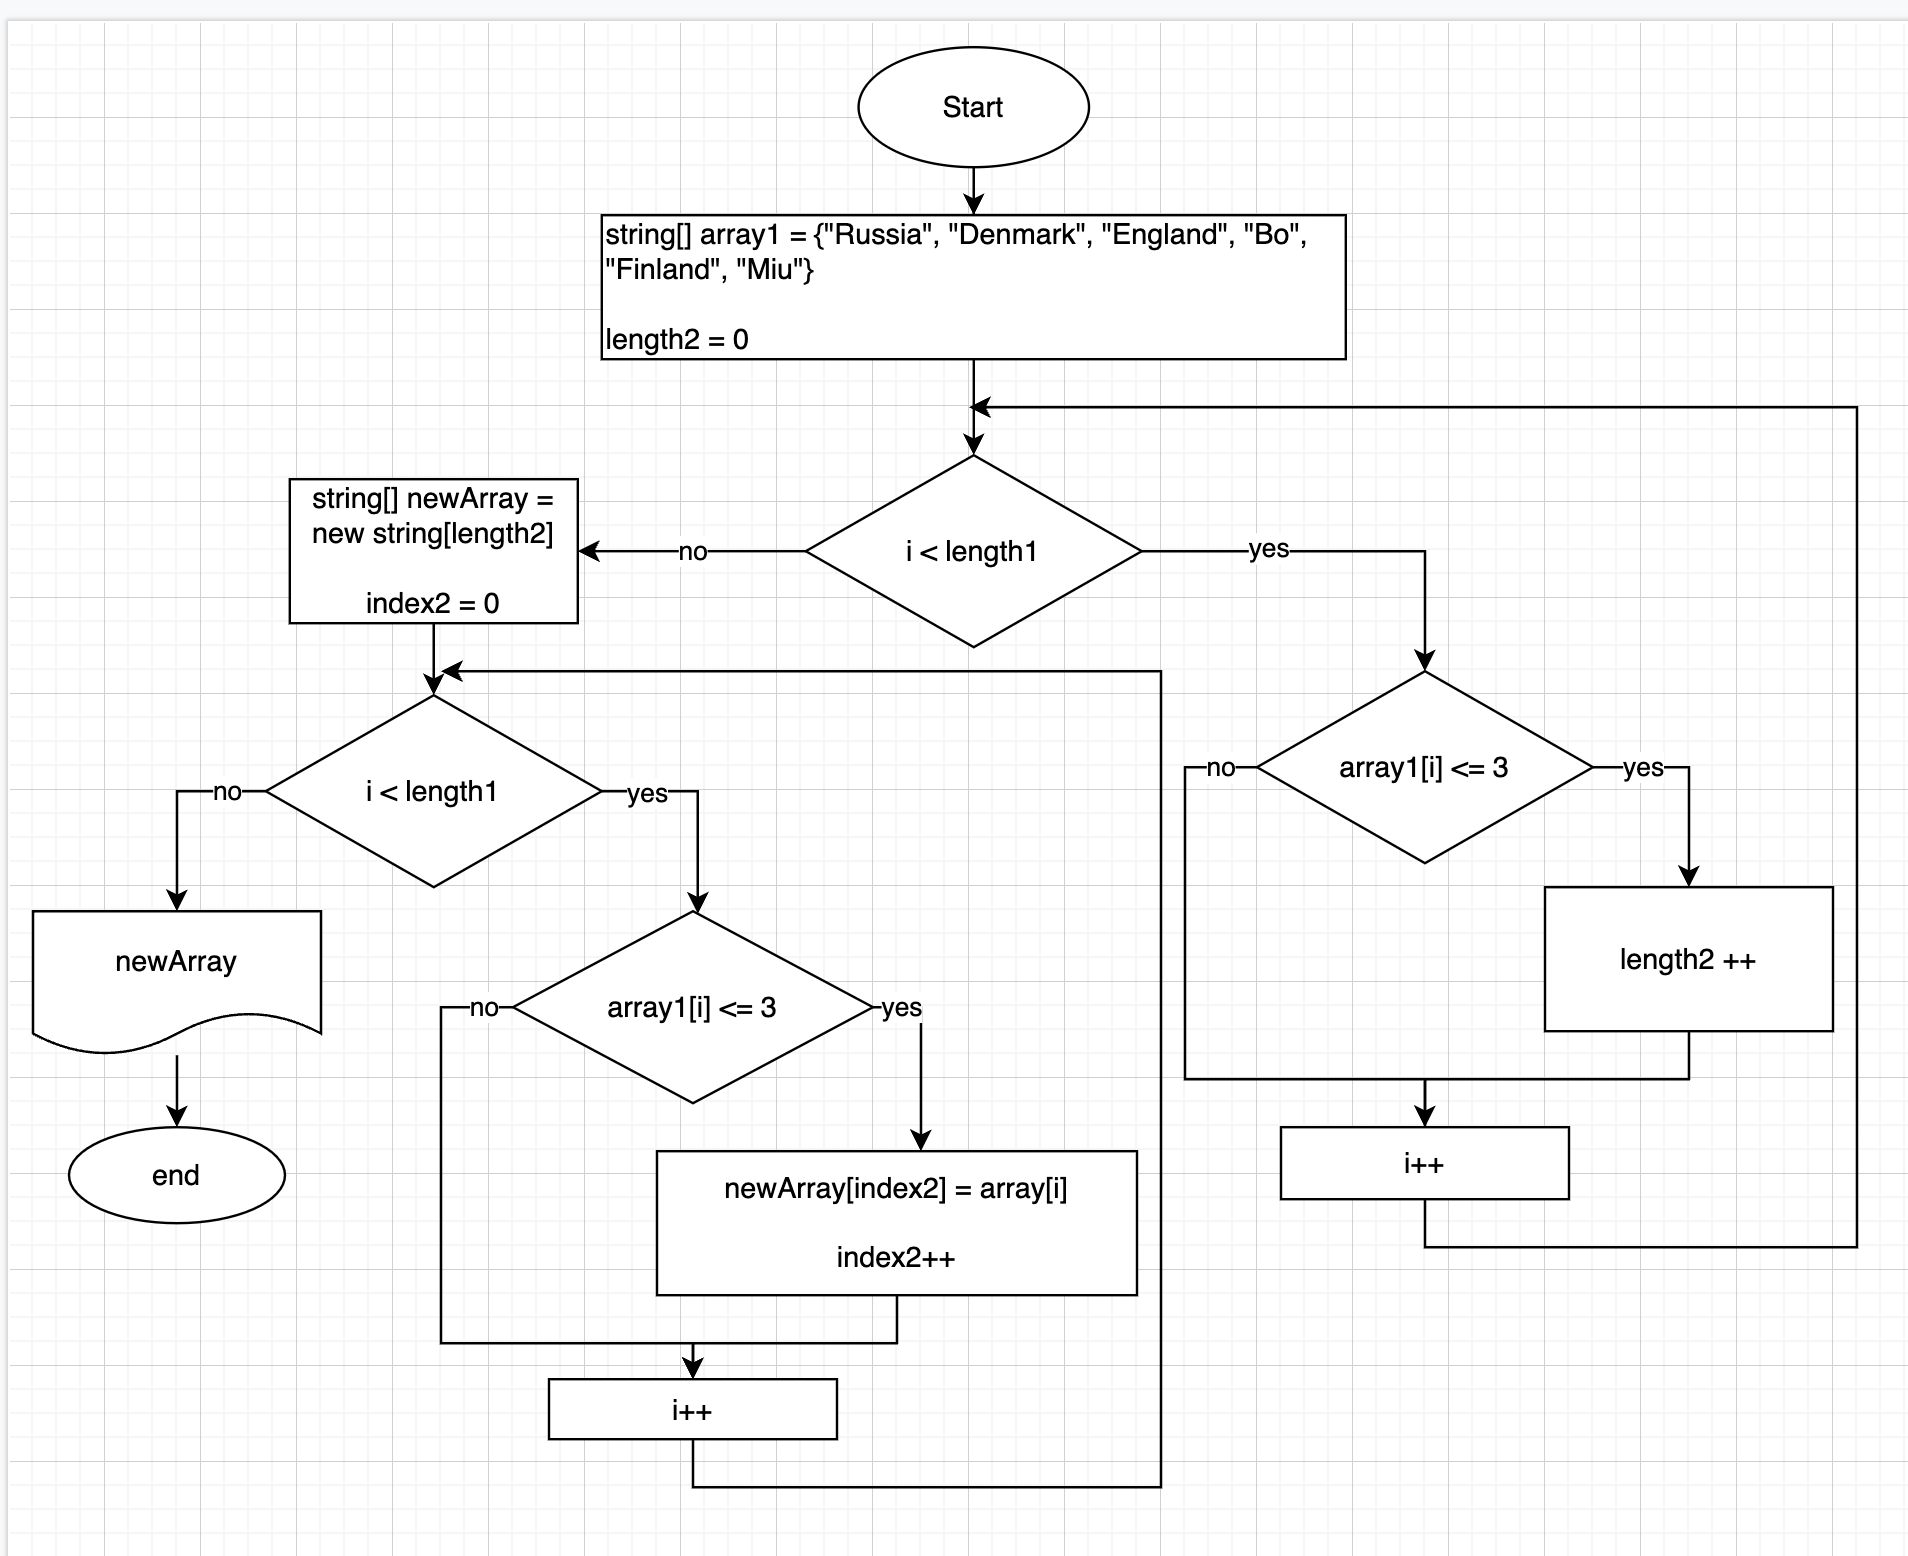 Start
string[] array1 = {"Russia", "Denmark", "England", "Bo",
"Finland", "Miu"}
length2 = 0
i < length1
no
yes
string[] newArray =
new string[length2]
index2 = 0
i < length1
no
yes
array1[i] <= 3
no
yes
length2 ++
i++
newArray
end
array1[i] <= 3
no
yes
newArray[index2] = array[i]
index2++
i++